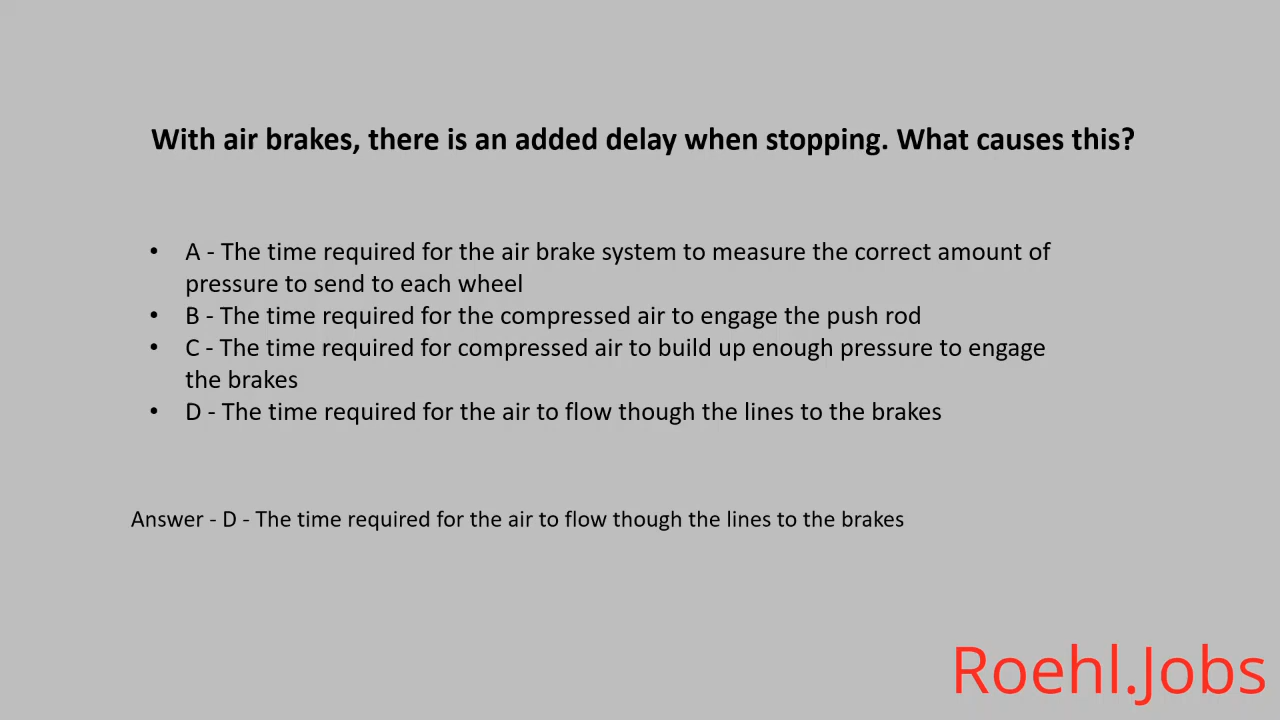 With air brakes, there is an added delay when stopping. What causes this?
• A - The time required for the air brake system to measure the correct amount of
pressure to send to each wheel
• B - The time required for the compressed air to engage the push rod
• C - The time required for compressed air to build up enough pressure to engage
the brakes
• D - The time required for the air to flow though the lines to the brakes
Answer - D - The time required for the air to flow though the lines to the brakes
Roehl.Jobs